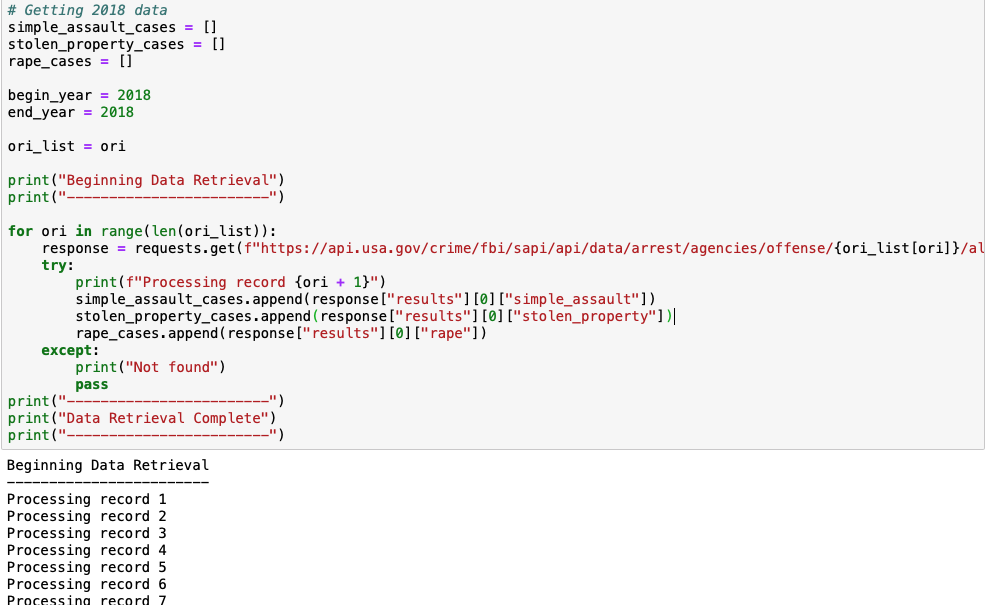 # Getting 2018 data
simple_assault_cases = []
stolen_property_cases = []
rape_cases = []
begin_year = 2018
end_year = 2018
ori_list = ori
print("Beginning Data Retrieval")
print("------------------------")
for ori in range(len(ori_list)):
    response = requests.get(f"https://api.usa.gov/crime/fbi/sapi/api/data/arrest/agencies/offense/{ori_list[ori]}/al
    try:
        print(f"Processing record {ori + 1}")
        simple_assault_cases.append(response["results"][0]["simple_assault"])
        stolen_property_cases.append(response["results"][0]["stolen_property"])
        rape_cases.append(response["results"][0]["rape"])
    except:
        print("Not found")
        pass
print("------------------------")
print("Data Retrieval Complete")
print("------------------------")
Beginning Data Retrieval
------------------------
Processing record 1
Processing record 2
Processing record 3
Processing record 4
Processing record 5
Processing record 6
Processing record 7